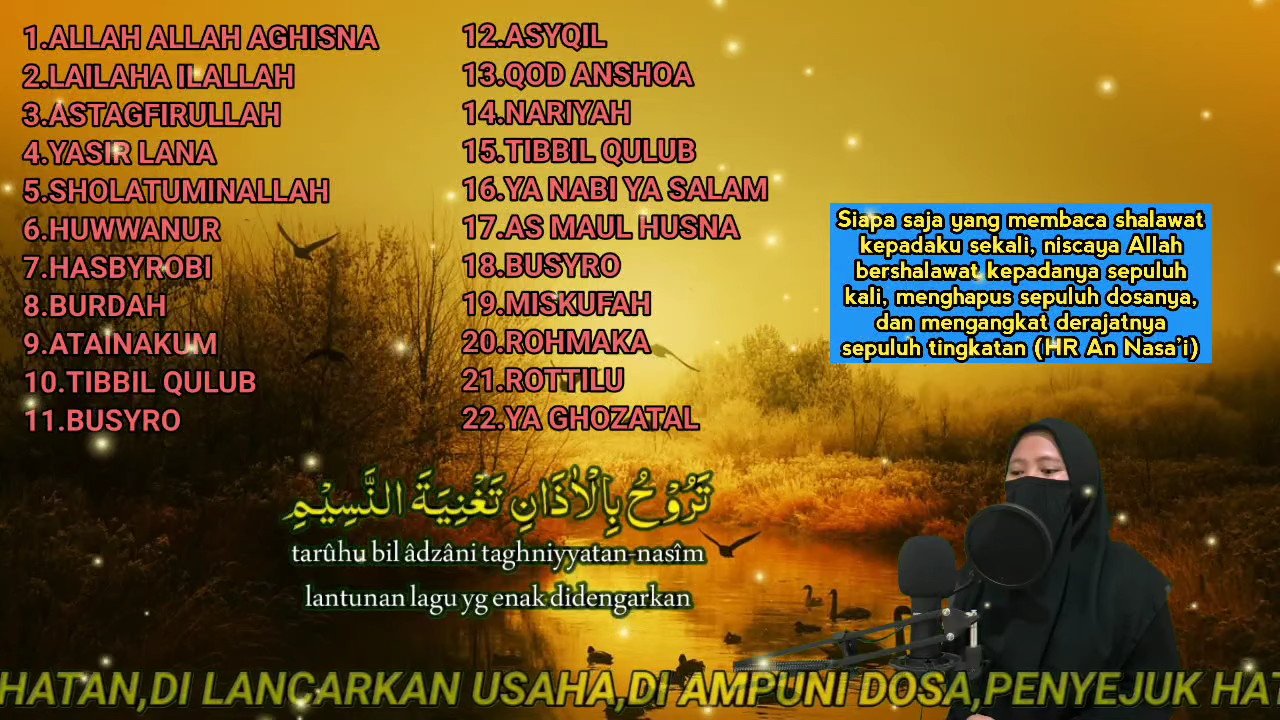 1.ALLAH ALLAH AGHISNA
2.LAILAHA ILALLAH
3.ASTAGFIRULLAH
4.YASIR LANA
5.SHOLATUMINALLAH
6.HUWWANUR
7.HASBYROBI
8.BURDAH
9.ATAINAKUM
10.TIBBIL QULUB
11.BUSYRO
12.ASYQIL
13.QOD ANSHOA
14.NARIYAH
15.TIBBIL QULUB
16.YA NABI YA SALAM
17.AS MAUL HUSNA
18.BUSYRO
19.MISKUFAH
20.ROHMAKA
21.ROTTILU
22.YA GHOZATAL
Siapa saja yang membaca shalawat
kepadaku sekali, niscaya Allah
bershalawat kepadanya sepuluh
kali, menghapus sepuluh dosanya,
dan mengangkat derajatnya
sepuluh tingkatan (HR An Nasa'i)
تَرُوْحُ بِالْاٰذَانِ تَغْنِيَةَ النَّسِيْمِ
tarûhu bil âdzâni taghniyyatan-nasîm
lantunan lagu yg enak didengarkan
HATAN,DI LANCARKAN USAHA,DI AMPUNI DOSA,PENYEJUK HAT